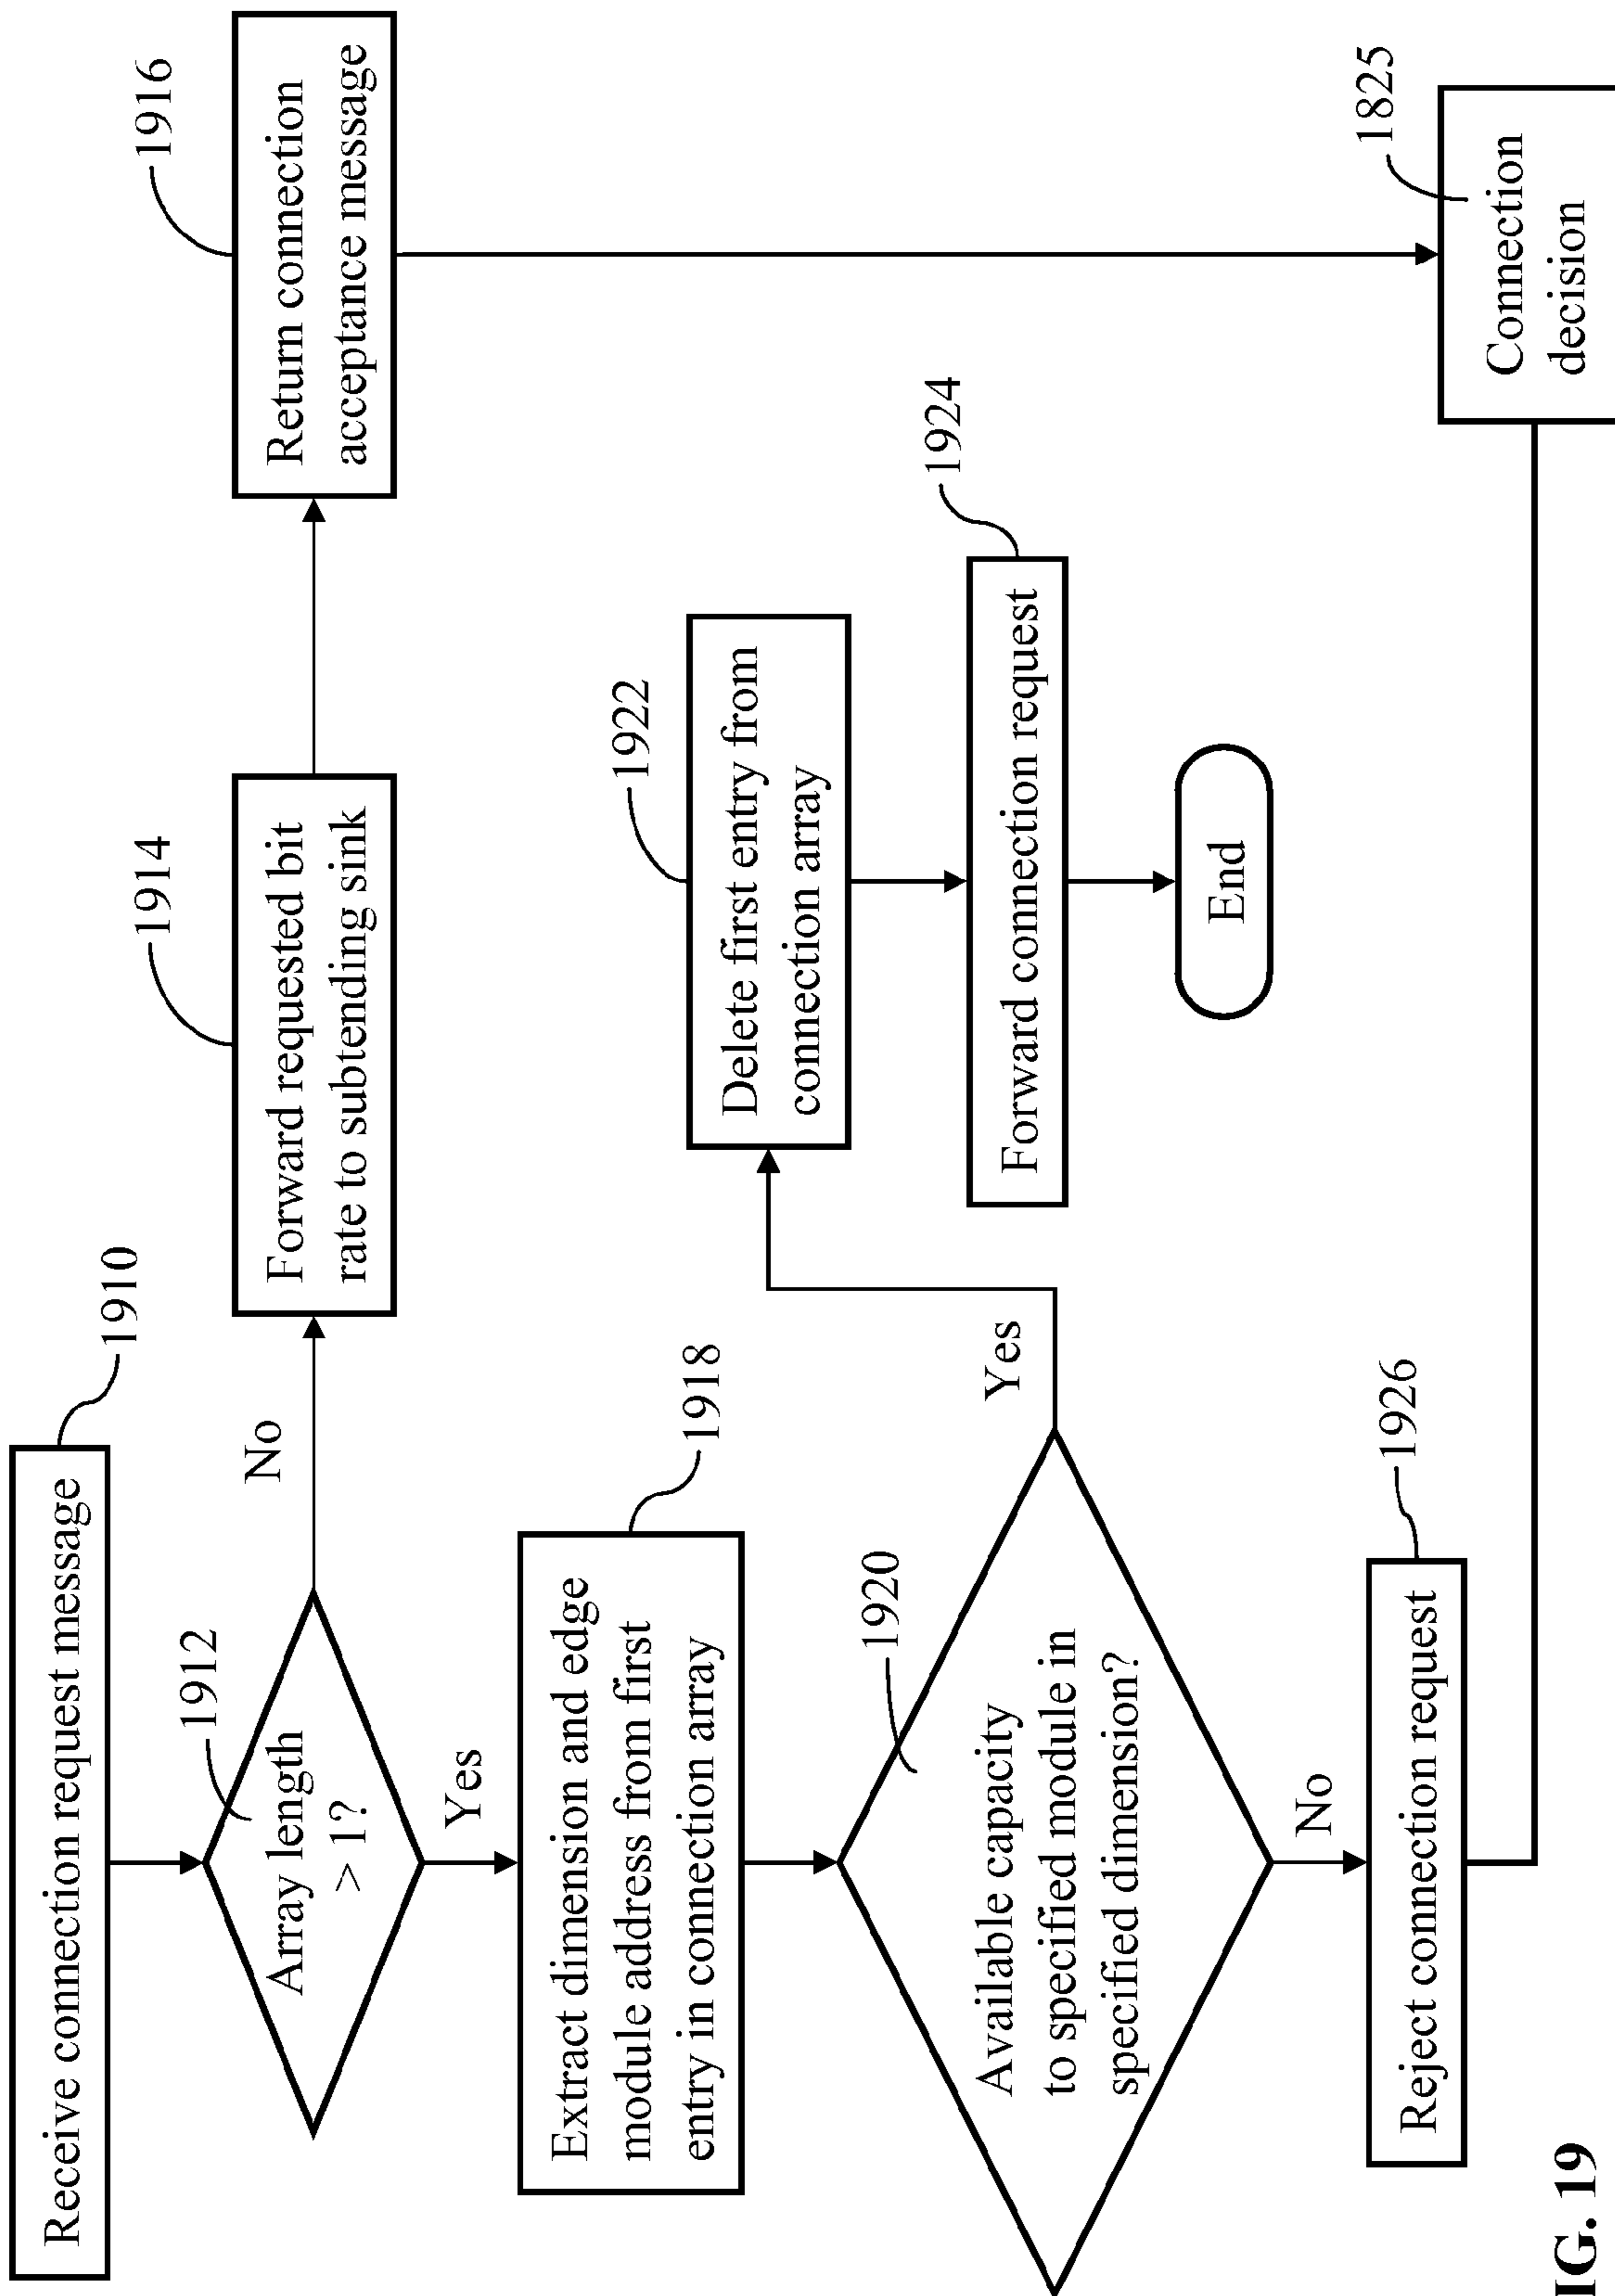 Receive connection request message
1910
Array length
> 1?
1912
No
Forward requested bit
rate to subtending sink
1914
Return connection
acceptance message
1916
Yes
Extract dimension and edge
module address from first
entry in connection array
1918
Available capacity
to specified module in
specified dimension?
1920
Yes
Delete first entry from
connection array
1922
Forward connection request
1924
End
No
Reject connection request
1926
Connection
decision
1825
IG. 19